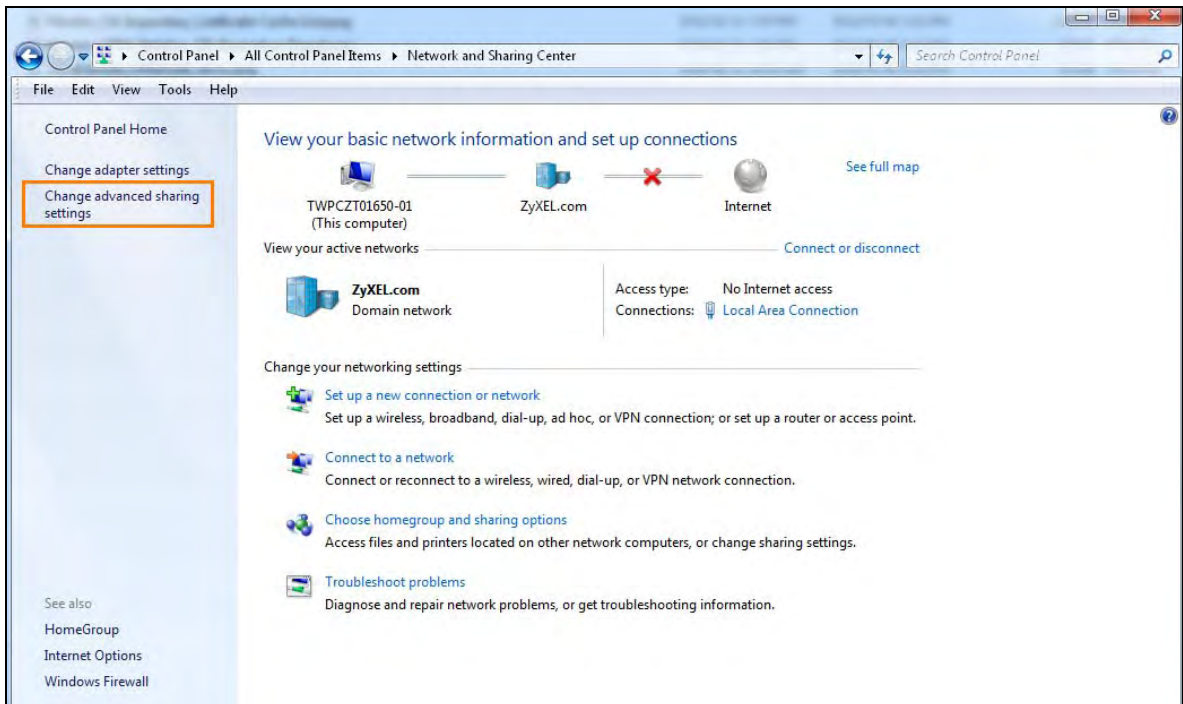 Control Panel ▸ All Control Panel Items ▸ Network and Sharing Center
Search Control Panel
File Edit View Tools Help
Control Panel Home
Change adapter settings
Change advanced sharing
settings
See also
HomeGroup
Internet Options
Windows Firewall
View your basic network information and set up connections
See full map
TWPCZT01650-01
(This computer)
ZyXEL.com
Internet
View your active networks
Connect or disconnect
ZyXEL.com
Domain network
Access type: No Internet access
Connections: Local Area Connection
Change your networking settings
Set up a new connection or network
Set up a wireless, broadband, dial-up, ad hoc, or VPN connection; or set up a router or access point.
Connect to a network
Connect or reconnect to a wireless, wired, dial-up, or VPN network connection.
Choose homegroup and sharing options
Access files and printers located on other network computers, or change sharing settings.
Troubleshoot problems
Diagnose and repair network problems, or get troubleshooting information.